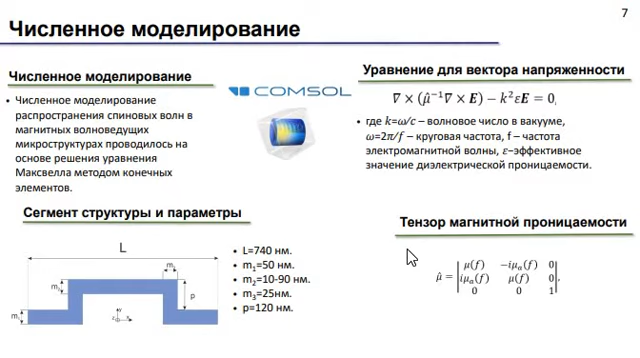 7
Численное моделирование
Численное моделирование
• Численное моделирование
распространения спиновых волн в
магнитных волноведущих
микроструктурах проводилось на
основе решения уравнения
Максвелла методом конечных
элементов.
COMSOL
Уравнение для вектора напряженности
∇ × (μ̂⁻¹∇ × E) − k²εE = 0,
• где k=ω/c – волновое число в вакууме,
ω=2π/f – круговая частота, f – частота
электромагнитной волны, ε–эффективное
значение диэлектрической проницаемости.
Сегмент структуры и параметры
L
m₃
m₂
p
m₁
y
z x
• L=740 нм.
• m₁=50 нм.
• m₂=10-90 нм.
• m₃=25нм.
• p=120 нм.
Тензор магнитной проницаемости
μ(f) −iμₐ(f) 0
μ̂ = iμₐ(f) μ(f) 0 ,
0 0 1